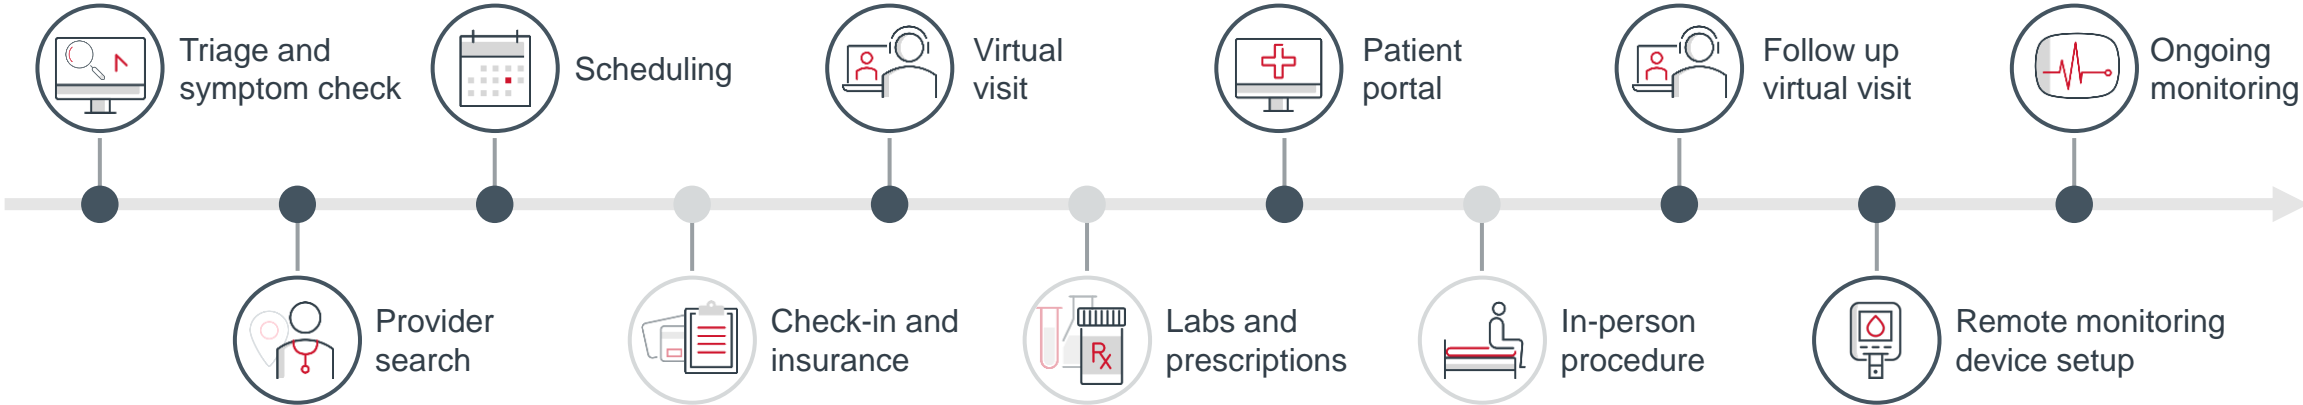 Triage and
symptom check
Scheduling
Virtual
visit
Patient
portal
Follow up
virtual visit
Ongoing
monitoring
Provider
search
Check-in and
insurance
Rx
Labs and
prescriptions
In-person
procedure
Remote monitoring
device setup